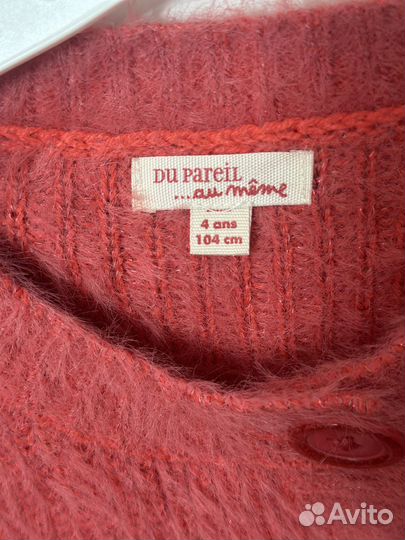 DU PAREIL
...au même
4 ans
104 cm
Avito